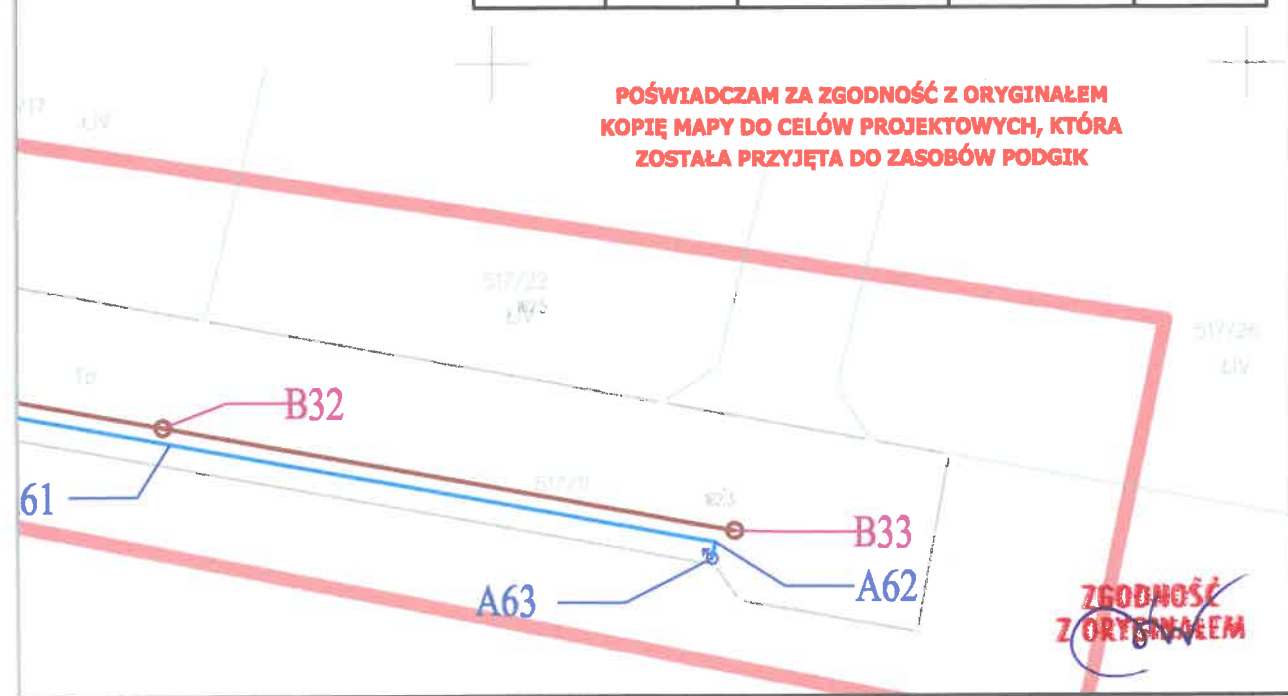 POŚWIADCZAM ZA ZGODNOŚĆ Z ORYGINAŁEM
KOPIĘ MAPY DO CELÓW PROJEKTOWYCH, KTÓRA
ZOSTAŁA PRZYJĘTA DO ZASOBÓW PODGIK
ŁIV
517/22
ŁIV
517/26
ŁIV
B32
61
B33
A62
A63
ZGODNOŚĆ
Z ORYGINAŁEM